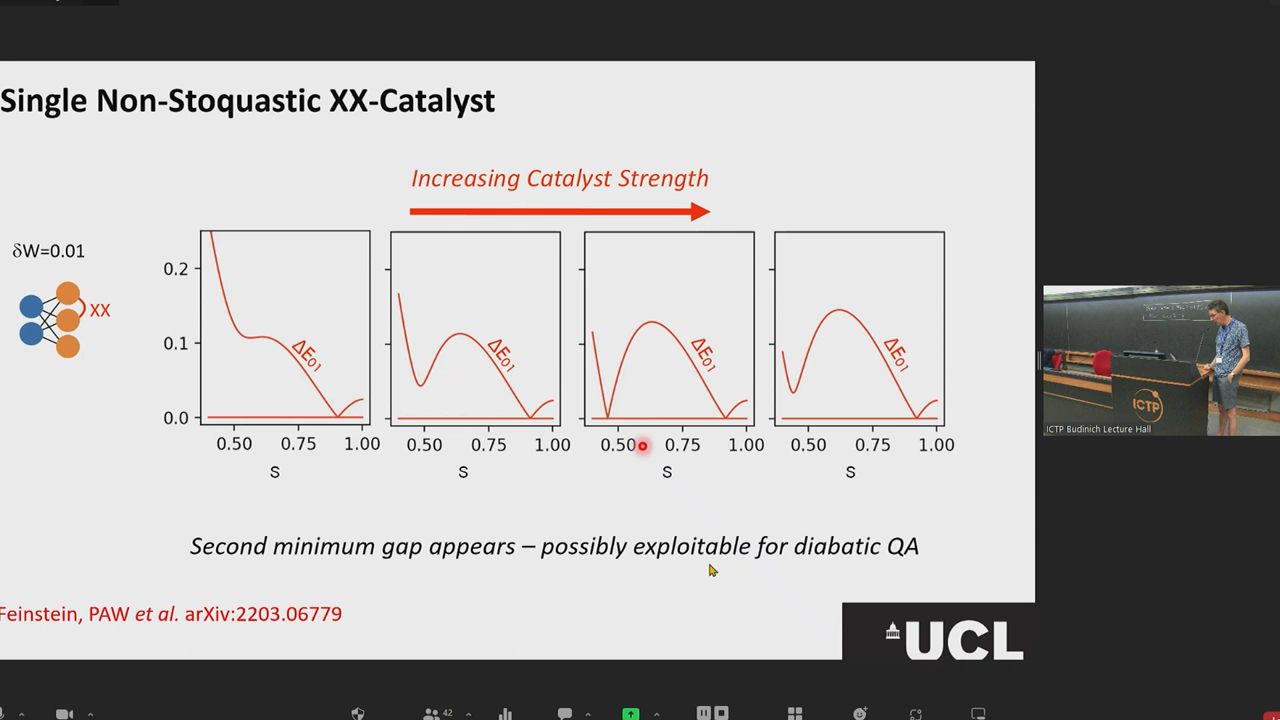 Single Non-Stoquastic XX-Catalyst
Increasing Catalyst Strength
δW=0.01
XX
0.2
0.1
0.0
ΔE01
ΔE01
ΔE01
ΔE01
0.50 0.75 1.00
0.50 0.75 1.00
0.50 0.75 1.00
0.50 0.75 1.00
s
s
s
s
Second minimum gap appears – possibly exploitable for diabatic QA
Feinstein, PAW et al. arXiv:2203.06779
UCL
ICTP
ICTP Budinich Lecture Hall
42